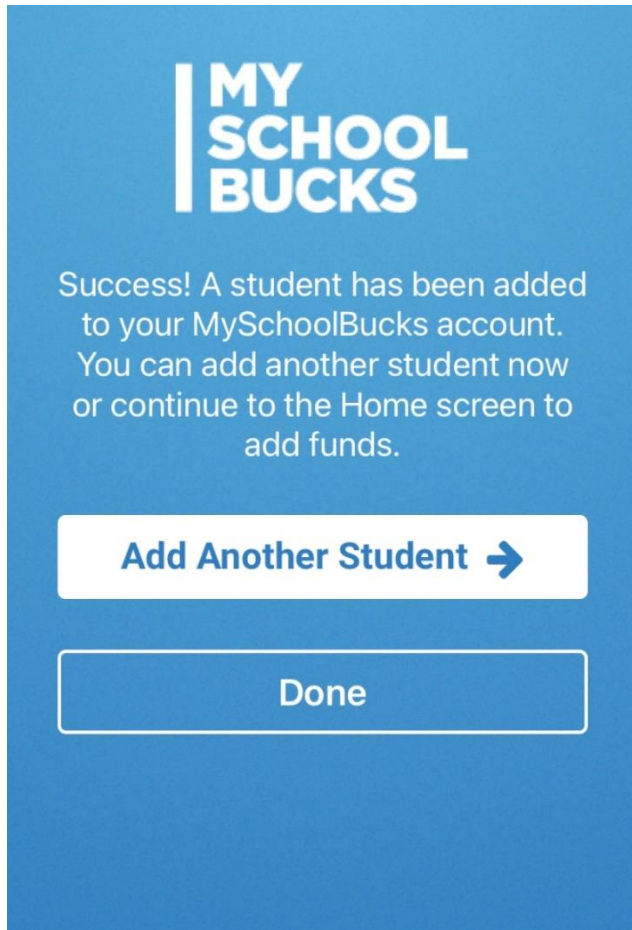 MY
SCHOOL
BUCKS
Success! A student has been added
to your MySchoolBucks account.
You can add another student now
or continue to the Home screen to
add funds.
Add Another Student →
Done